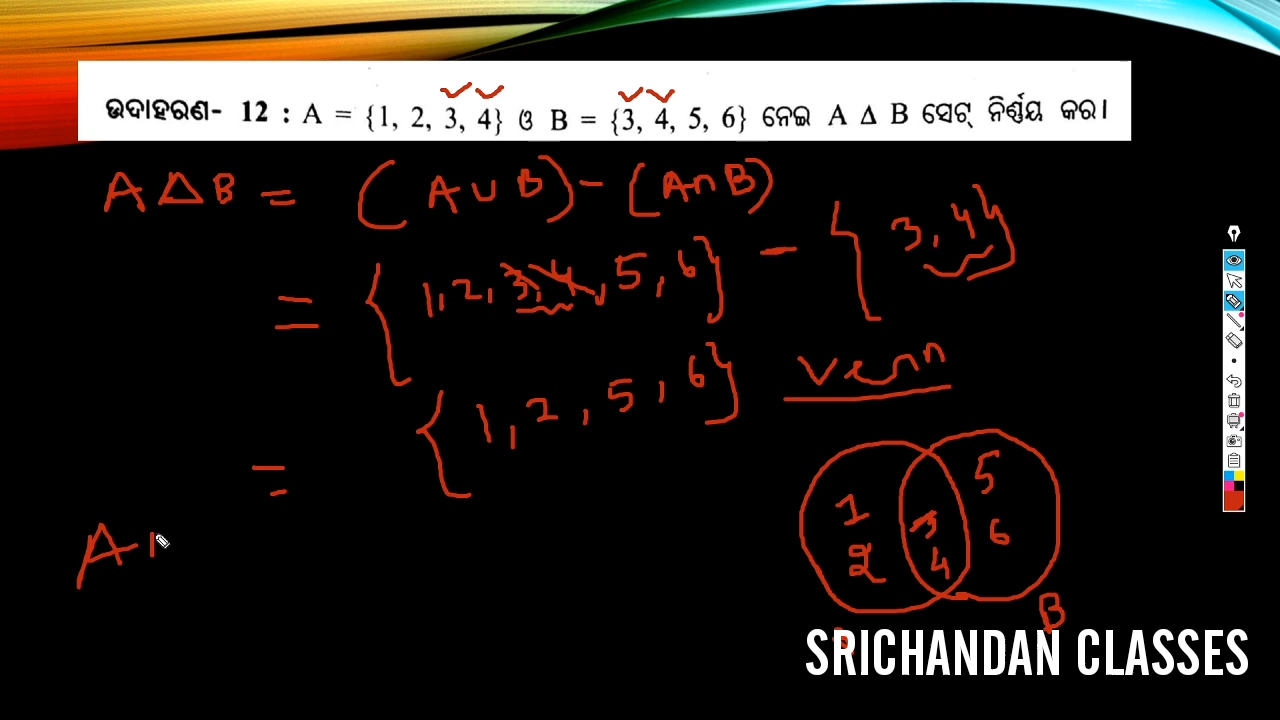 ଉଦାହରଣ- 12 : A = {1, 2, 3, 4} ଓ B = {3, 4, 5, 6} ନେଇ A Δ B ସେଟ୍ ନିର୍ଣ୍ଣୟ କର।
A Δ B = (A ∪ B) - (A ∩ B)
= {1, 2, 3, 4, 5, 6} - {3, 4}
= {1, 2, 5, 6}
venn
1 3 5
2 4 6
B
A
SRICHANDAN CLASSES